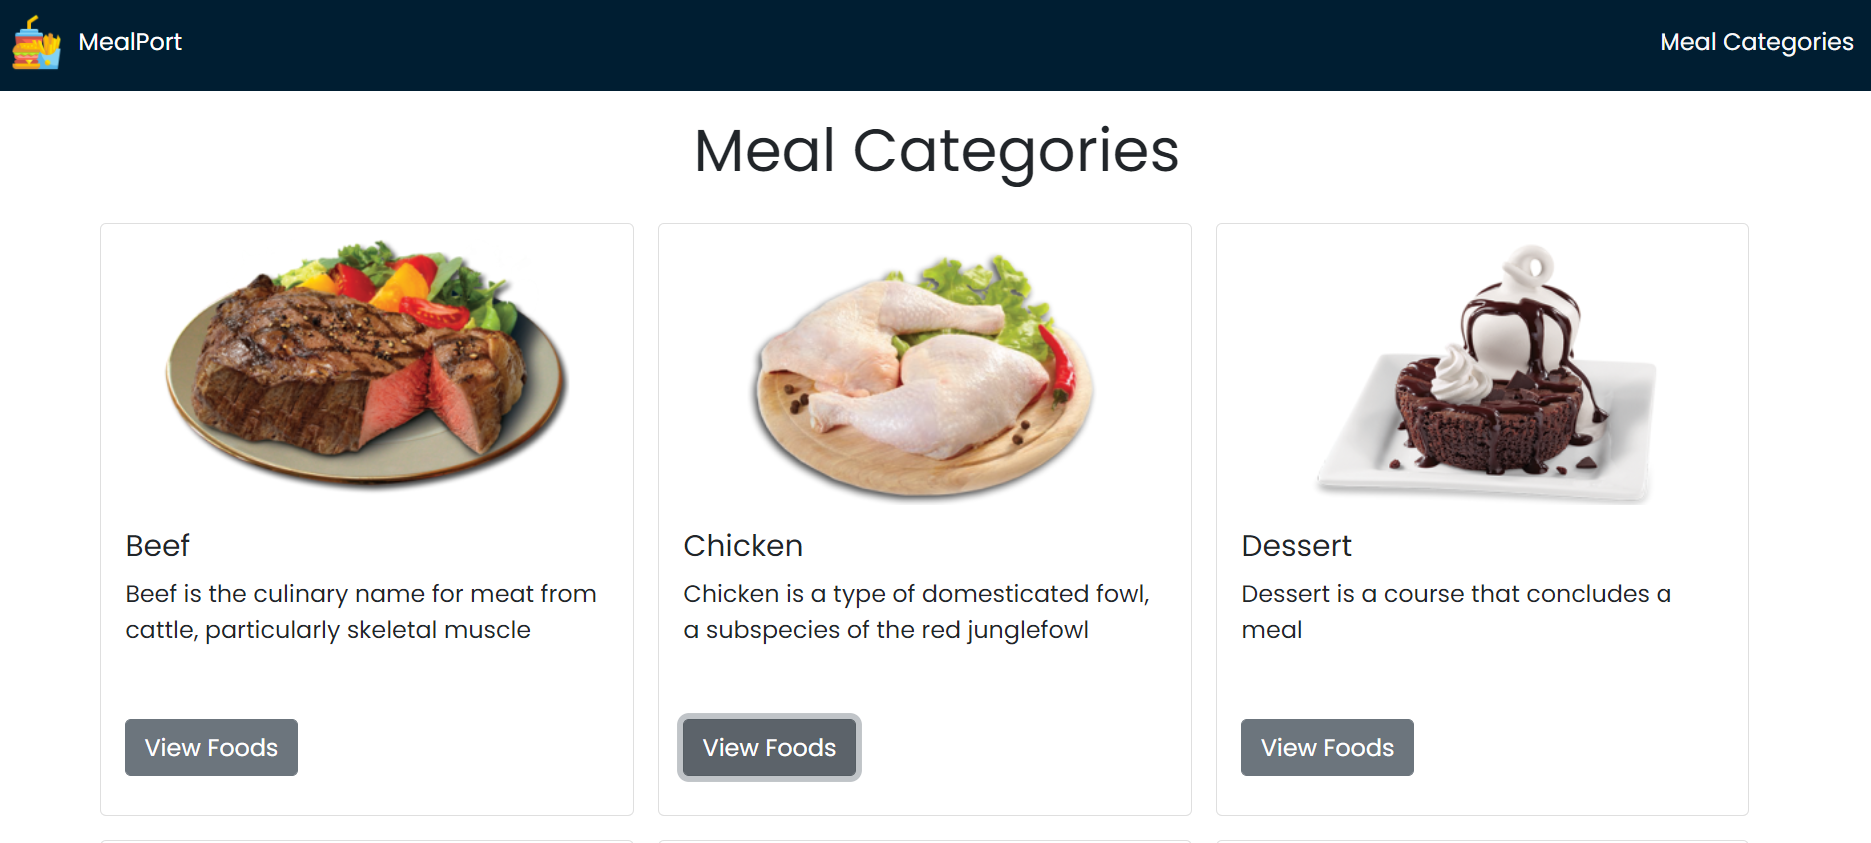 MealPort
Meal Categories
Meal Categories
Beef
Beef is the culinary name for meat from
cattle, particularly skeletal muscle
View Foods
Chicken
Chicken is a type of domesticated fowl,
a subspecies of the red junglefowl
View Foods
Dessert
Dessert is a course that concludes a
meal
View Foods